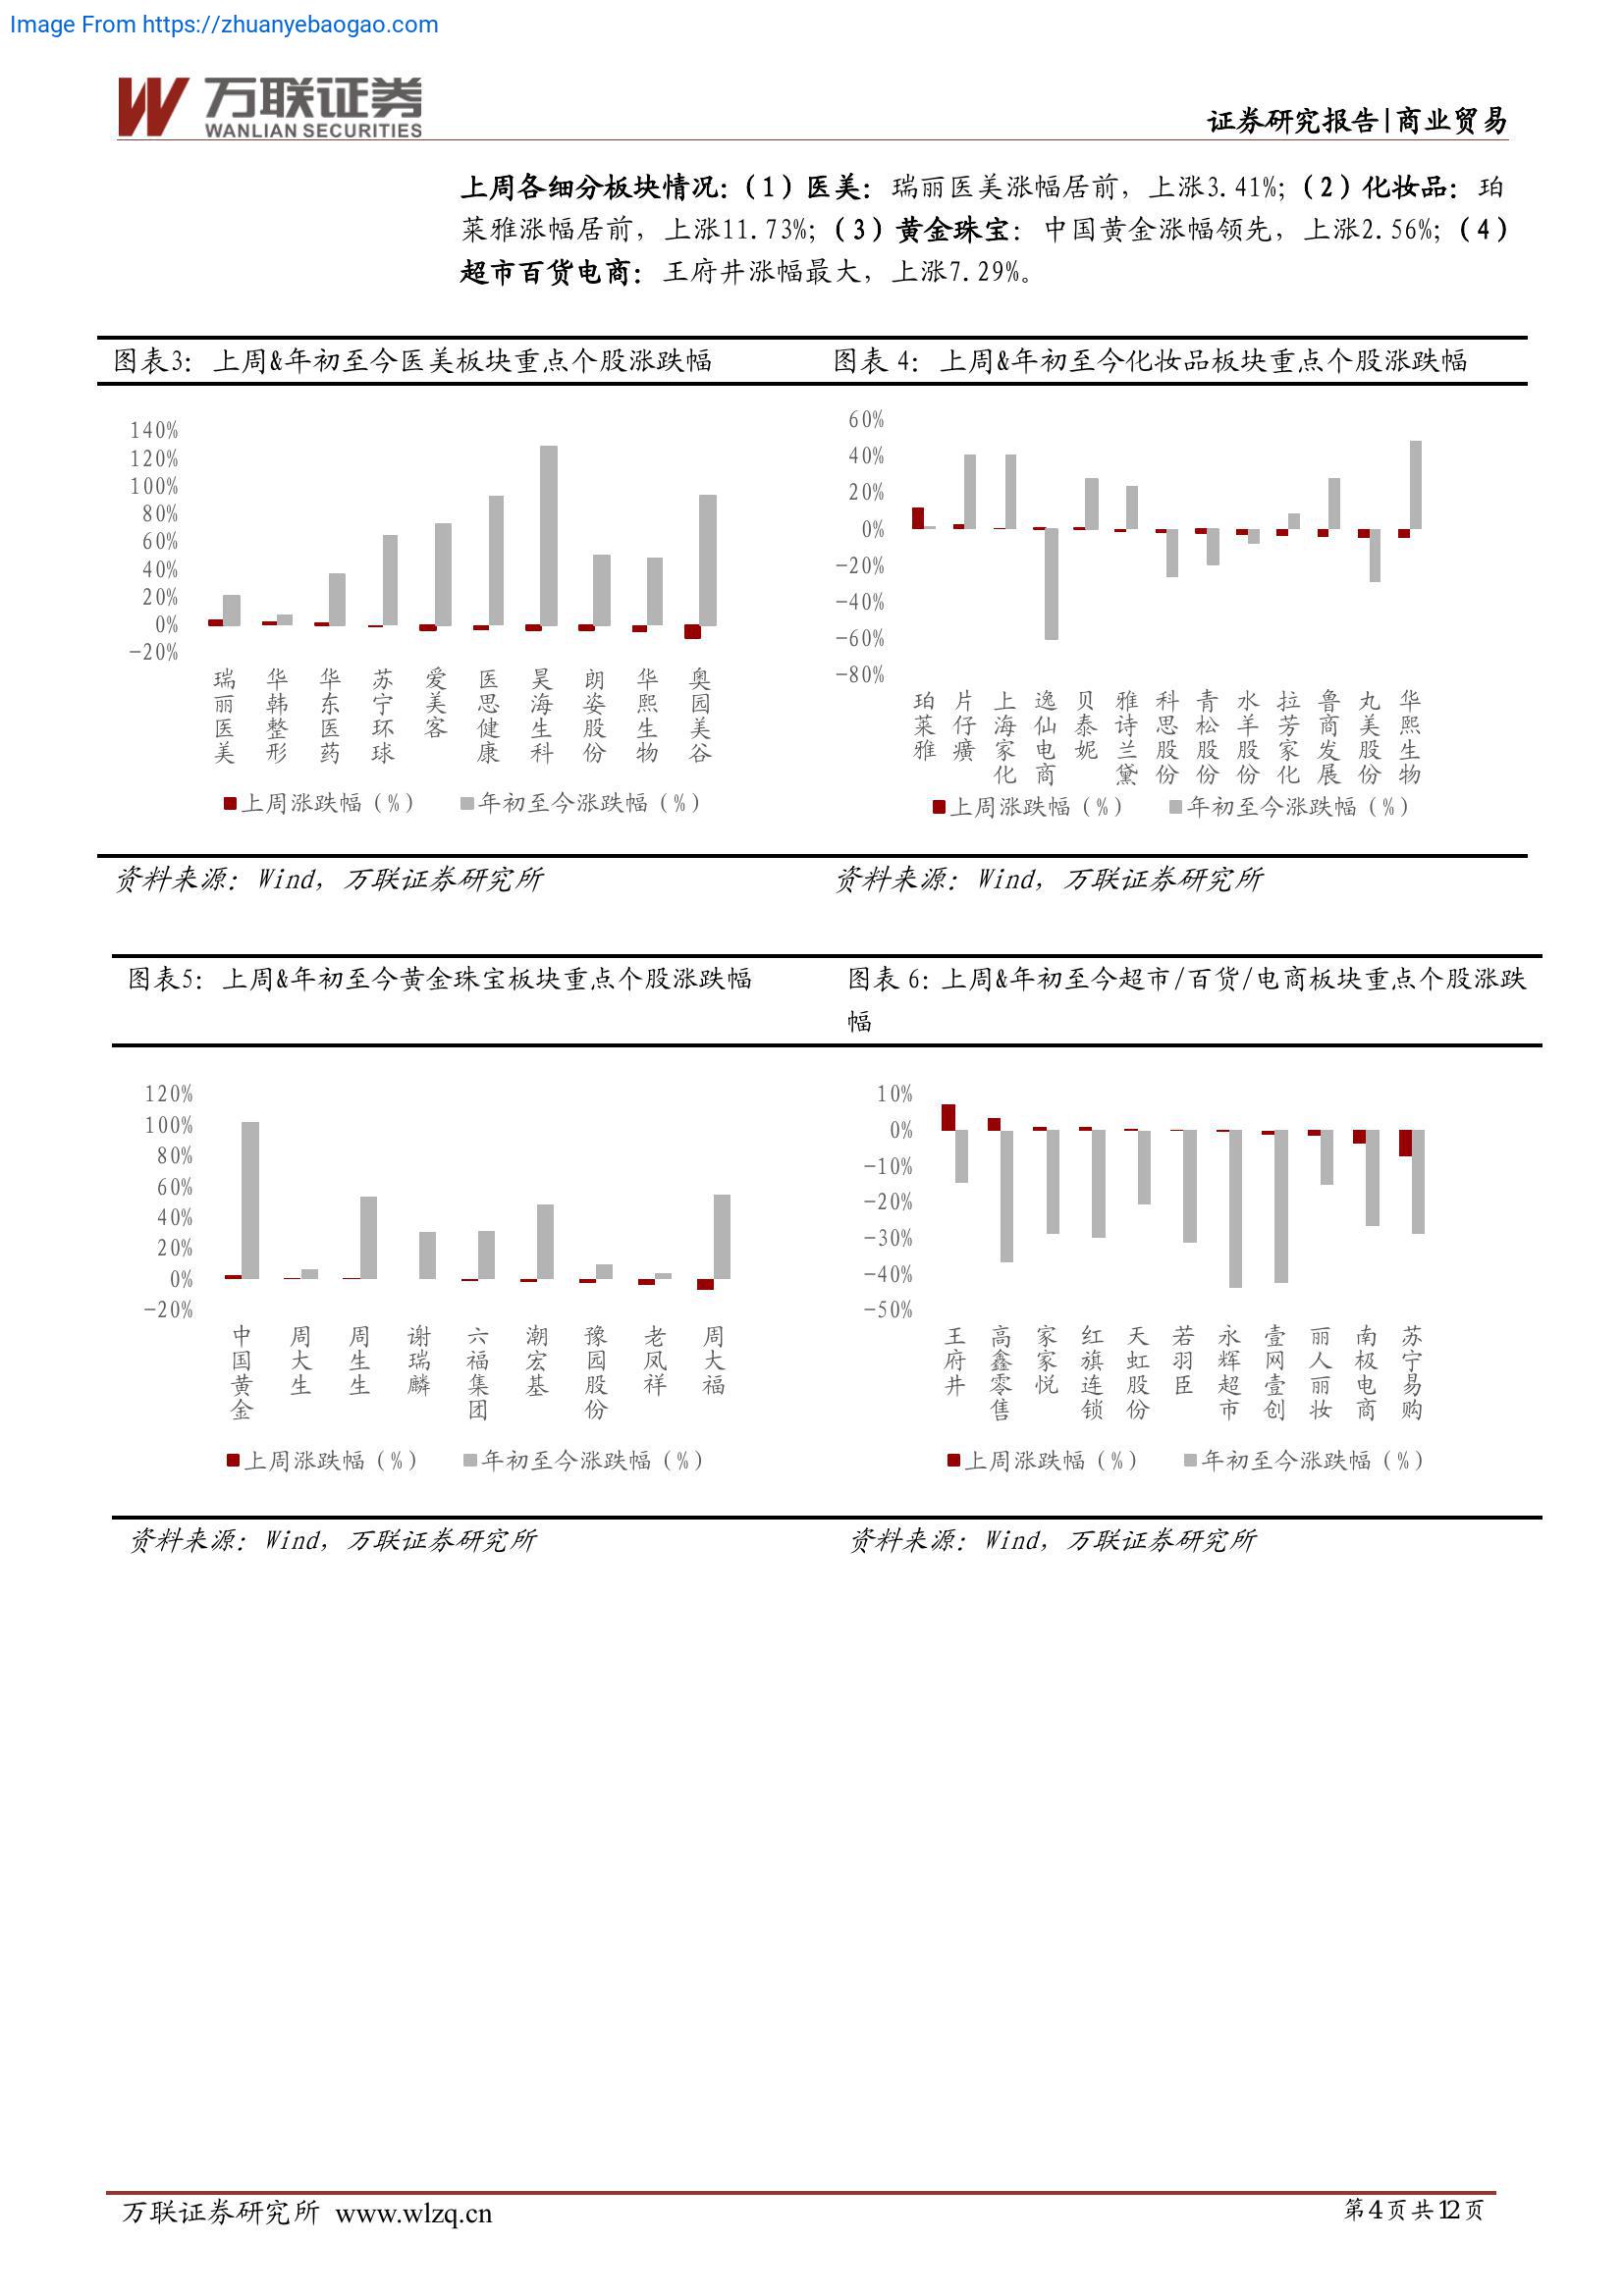 Image From https://zhuanyebaogao.com
万联证券
WANLIAN SECURITIES
证券研究报告|商业贸易
上周各细分板块情况：（1）医美：瑞丽医美涨幅居前，上涨3.41%；（2）化妆品：珀
莱雅涨幅居前，上涨11.73%；（3）黄金珠宝：中国黄金涨幅领先，上涨2.56%；（4）
超市百货电商：王府井涨幅最大，上涨7.29%。
图表3：上周&年初至今医美板块重点个股涨跌幅
140%
120%
100%
80%
60%
40%
20%
0%
-20%
瑞丽医美
华韩整形
华东医药
苏宁环球
爱美客
医思健康
昊海生科
朗姿股份
华熙生物
奥园美谷
上周涨跌幅（%）
年初至今涨跌幅（%）
资料来源：Wind，万联证券研究所
图表 4：上周&年初至今化妆品板块重点个股涨跌幅
60%
40%
20%
0%
-20%
-40%
-60%
-80%
珀莱雅
片仔癀
上海家化
逸仙电商
贝泰妮
雅诗兰黛
科思股份
青松股份
水羊股份
拉芳家化
鲁商发展
丸美股份
华熙生物
上周涨跌幅（%）
年初至今涨跌幅（%）
资料来源：Wind，万联证券研究所
图表5：上周&年初至今黄金珠宝板块重点个股涨跌幅
120%
100%
80%
60%
40%
20%
0%
-20%
中国黄金
周大生
周生生
谢瑞麟
六福集团
潮宏基
豫园股份
老凤祥
周大福
上周涨跌幅（%）
年初至今涨跌幅（%）
资料来源：Wind，万联证券研究所
图表 6：上周&年初至今超市/百货/电商板块重点个股涨跌
幅
10%
0%
-10%
-20%
-30%
-40%
-50%
王府井
高鑫零售
家家悦
红旗连锁
天虹股份
若羽臣
永辉超市
壹网壹创
丽人丽妆
南极电商
苏宁易购
上周涨跌幅（%）
年初至今涨跌幅（%）
资料来源：Wind，万联证券研究所
万联证券研究所 www.wlzq.cn
第4页共12页